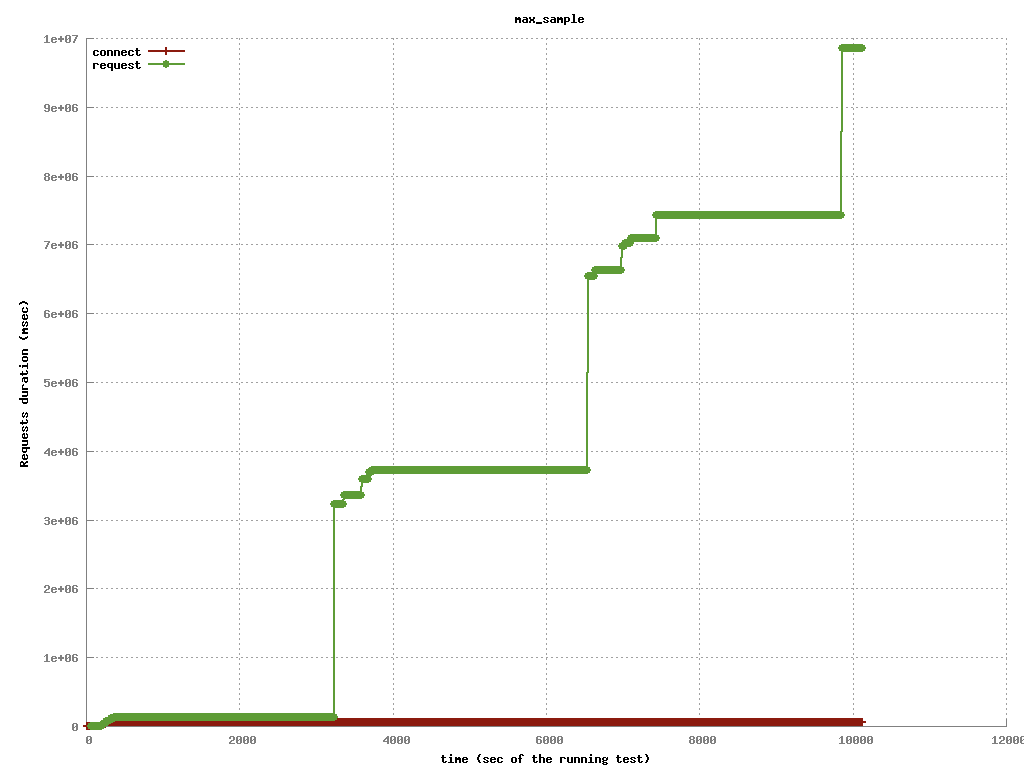 max_sample
connect
request
1e+07
9e+06
8e+06
7e+06
6e+06
5e+06
4e+06
3e+06
2e+06
1e+06
0
Requests duration (msec)
0 2000 4000 6000 8000 10000 12000
time (sec of the running test)